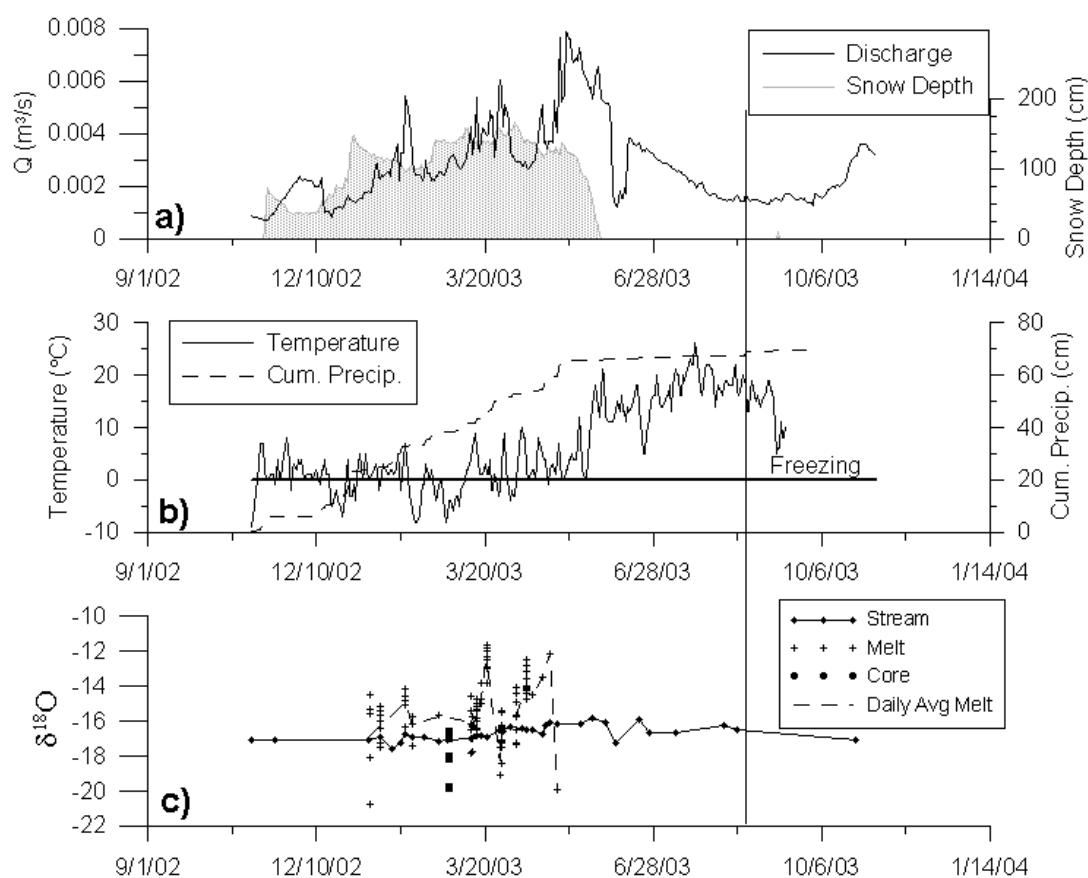 0.008
0.006
0.004
0.002
0
Q (m³/s)
Discharge
Snow Depth
200
100
0
Snow Depth (cm)
a)
9/1/02 12/10/02 3/20/03 6/28/03 10/6/03 1/14/04
30
20
10
0
-10
Temperature (ºC)
Temperature
Cum. Precip.
80
60
40
20
0
Cum. Precip. (cm)
Freezing
b)
9/1/02 12/10/02 3/20/03 6/28/03 10/6/03 1/14/04
-10
-12
-14
-16
-18
-20
-22
δ¹⁸O
Stream
Melt
Core
Daily Avg Melt
c)
9/1/02 12/10/02 3/20/03 6/28/03 10/6/03 1/14/04